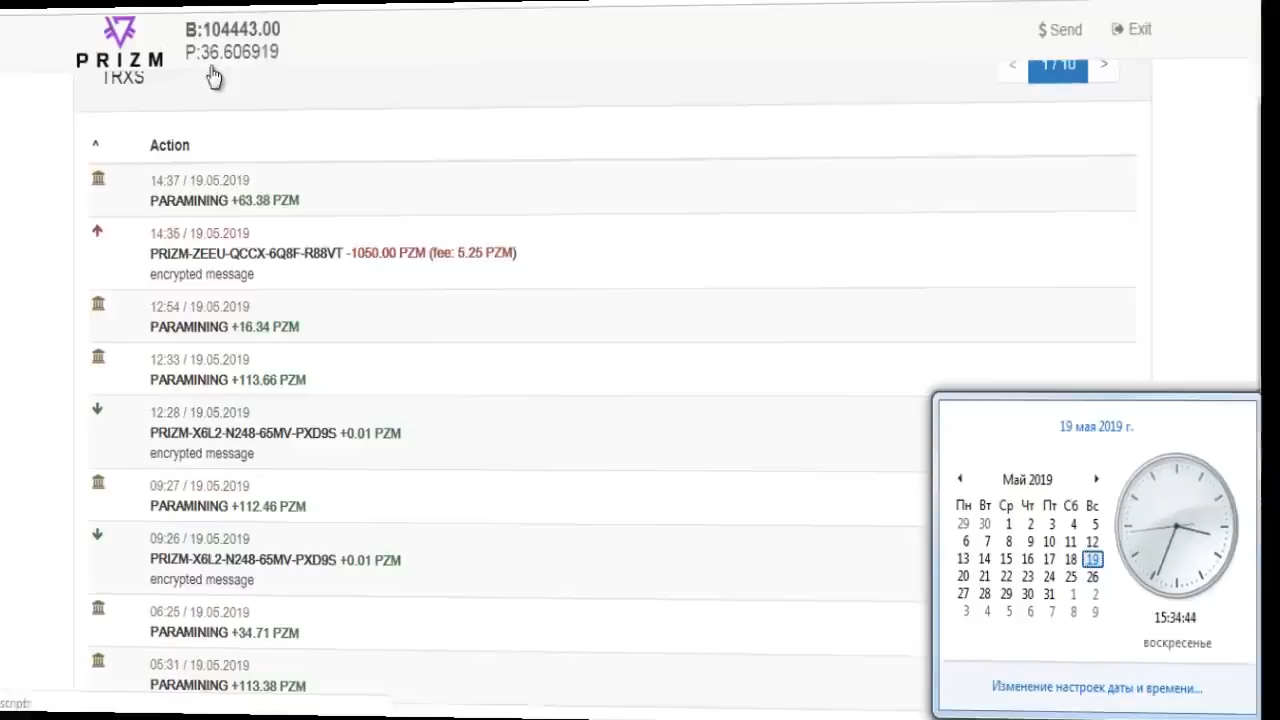 PRIZM
B:104443.00
P:36.606919
$ Send
Exit
TRXS
< 1 / 10 >
^ Action
14:37 / 19.05.2019
PARAMINING +63.38 PZM
14:35 / 19.05.2019
PRIZM-ZEEU-QCCX-6Q8F-R88VT -1050.00 PZM (fee: 5.25 PZM)
encrypted message
12:54 / 19.05.2019
PARAMINING +16.34 PZM
12:33 / 19.05.2019
PARAMINING +113.66 PZM
12:28 / 19.05.2019
PRIZM-X6L2-N248-65MV-PXD9S +0.01 PZM
encrypted message
09:27 / 19.05.2019
PARAMINING +112.46 PZM
09:26 / 19.05.2019
PRIZM-X6L2-N248-65MV-PXD9S +0.01 PZM
encrypted message
06:25 / 19.05.2019
PARAMINING +34.71 PZM
05:31 / 19.05.2019
PARAMINING +113.38 PZM
19 мая 2019 г.
Май 2019
Пн Вт Ср Чт Пт Сб Вс
29 30 1 2 3 4 5
6 7 8 9 10 11 12
13 14 15 16 17 18 19
20 21 22 23 24 25 26
27 28 29 30 31 1 2
3 4 5 6 7 8 9
15:34:44
воскресенье
Изменение настроек даты и времени...